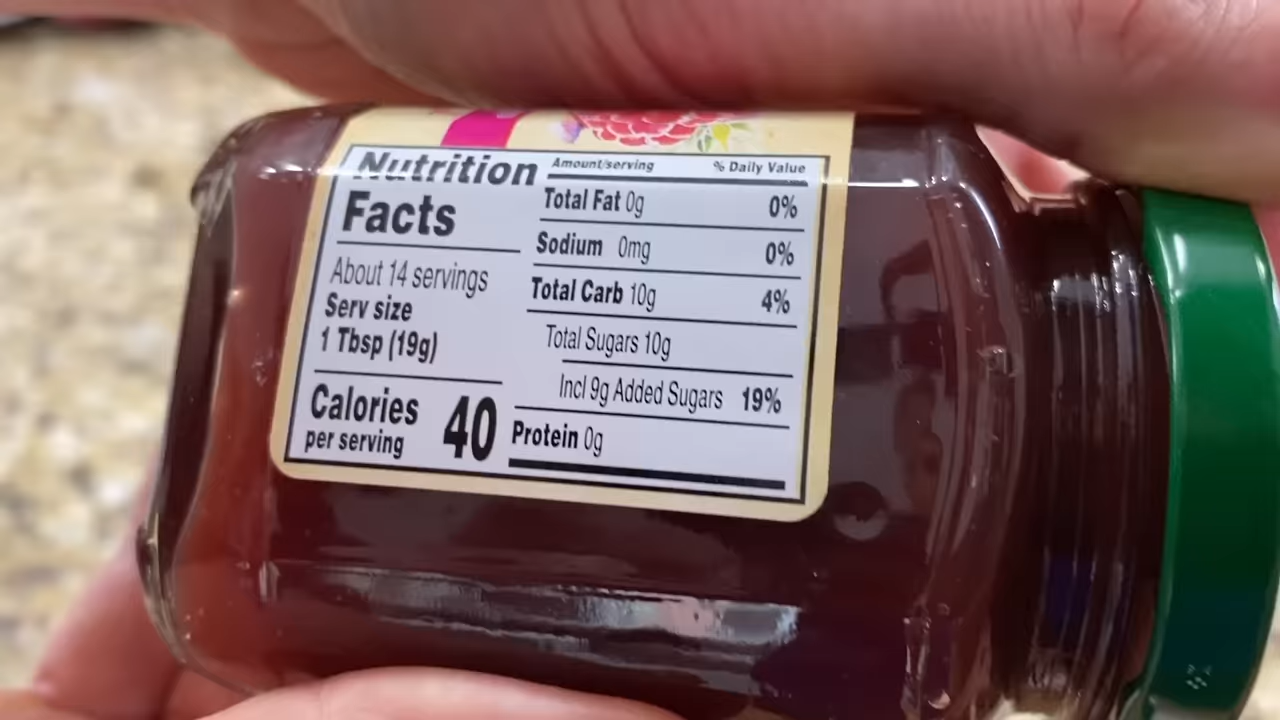 Nutrition
Facts
About 14 servings
Serv size
1 Tbsp (19g)
Calories 40
per serving
Amount/serving % Daily Value
Total Fat 0g 0%
Sodium 0mg 0%
Total Carb 10g 4%
Total Sugars 10g
Incl 9g Added Sugars 19%
Protein 0g